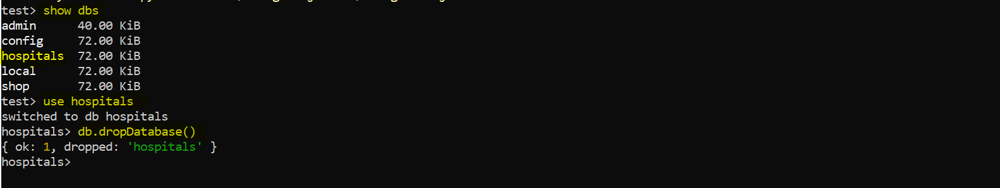 test> show dbs
admin      40.00 KiB
config     72.00 KiB
hospitals  72.00 KiB
local      72.00 KiB
shop       72.00 KiB
test> use hospitals
switched to db hospitals
hospitals> db.dropDatabase()
{ ok: 1, dropped: 'hospitals' }
hospitals>